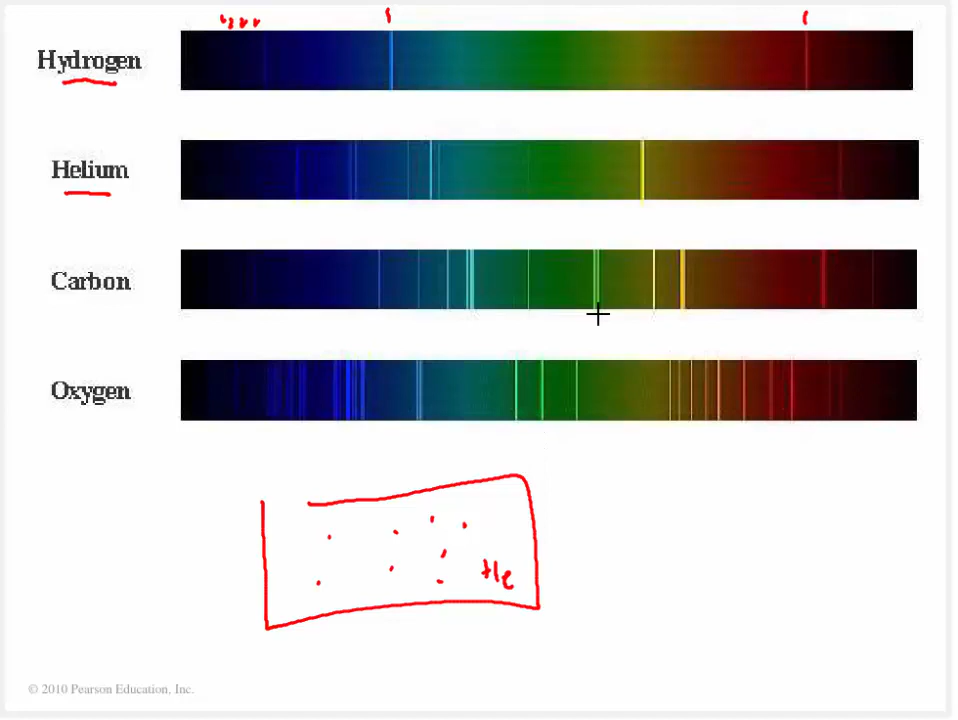 Hydrogen
Helium
Carbon
Oxygen
He
© 2010 Pearson Education, Inc.